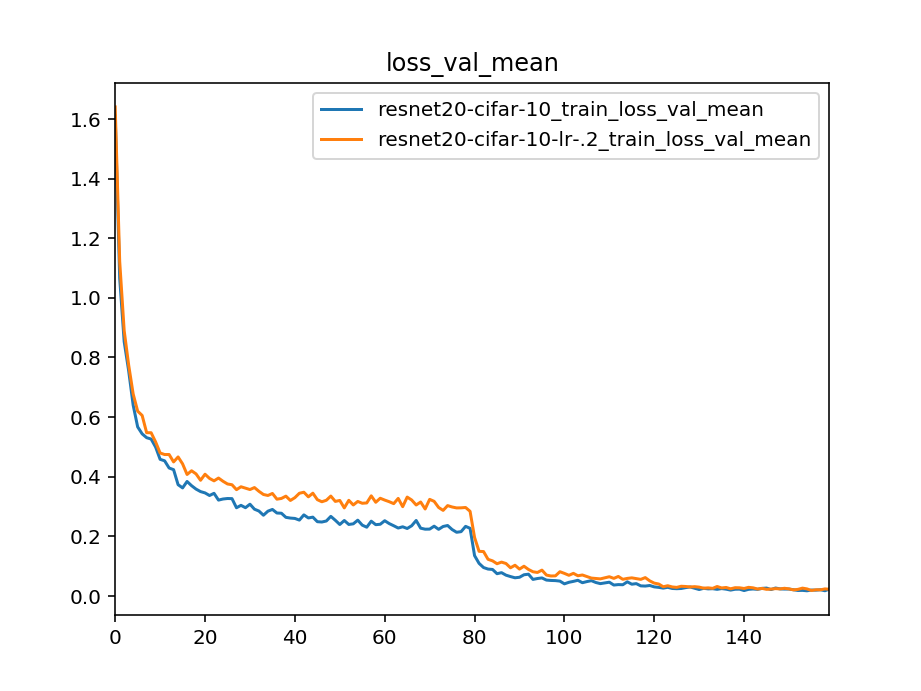 loss_val_mean
resnet20-cifar-10_train_loss_val_mean
resnet20-cifar-10-lr-.2_train_loss_val_mean
1.6
1.4
1.2
1.0
0.8
0.6
0.4
0.2
0.0
0 20 40 60 80 100 120 140